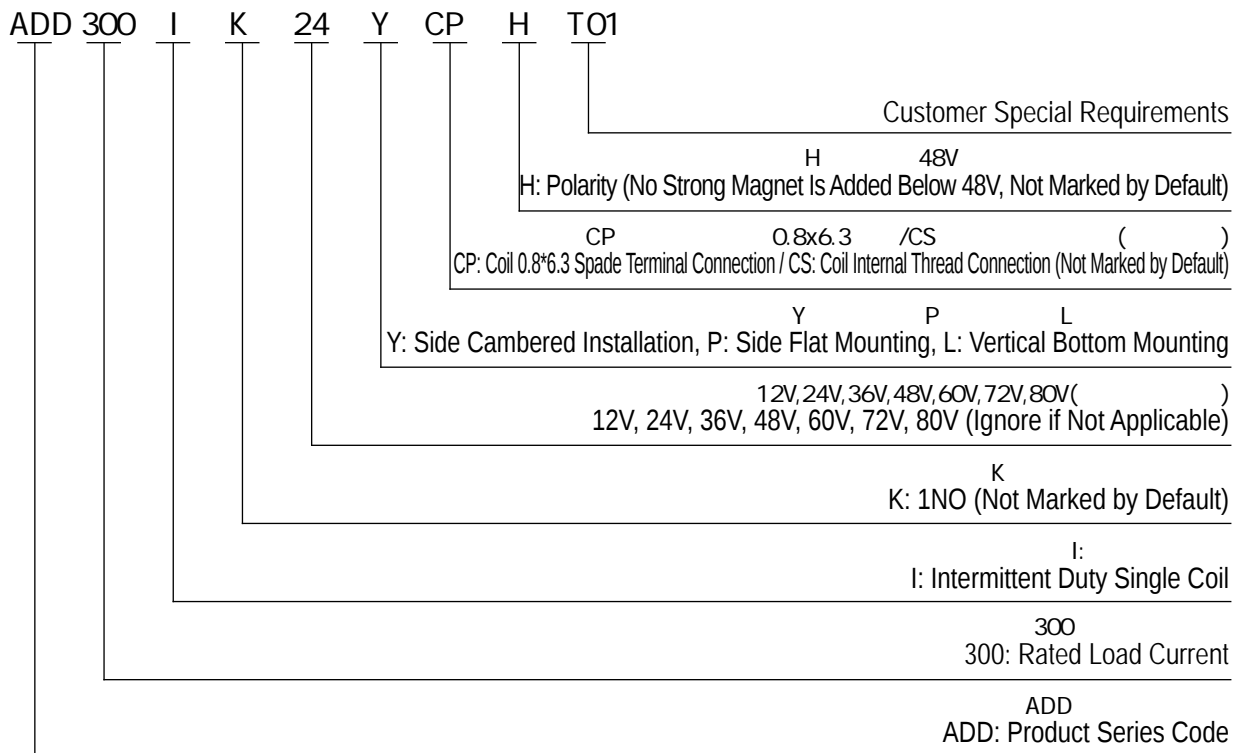 ADD 300 I K 24 Y CP H T01
Customer Special Requirements
H 48V
H: Polarity (No Strong Magnet Is Added Below 48V, Not Marked by Default)
CP 0.8x6.3 /CS ( )
CP: Coil 0.8*6.3 Spade Terminal Connection / CS: Coil Internal Thread Connection (Not Marked by Default)
Y P L
Y: Side Cambered Installation, P: Side Flat Mounting, L: Vertical Bottom Mounting
12V,24V,36V,48V,60V,72V,80V( )
12V, 24V, 36V, 48V, 60V, 72V, 80V (Ignore if Not Applicable)
K
K: 1NO (Not Marked by Default)
I:
I: Intermittent Duty Single Coil
300
300: Rated Load Current
ADD
ADD: Product Series Code